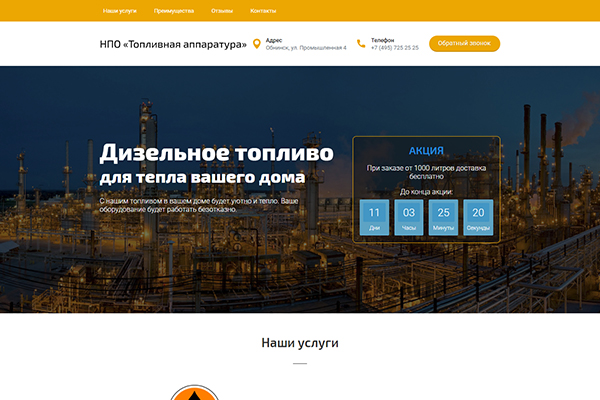 Наши услуги Преимущества Отзывы Контакты
НПО «Топливная аппаратура»
Адрес
Обнинск, ул. Промышленная 4
Телефон
+7 (495) 725 25 25
Обратный звонок
Дизельное топливо
для тепла вашего дома
С нашим топливом в вашем доме будет уютно и тепло. Ваше
оборудование будет работать безотказно.
АКЦИЯ
При заказе от 1000 литров доставка
бесплатно
До конца акции:
11 03 25 20
Дни Часы Минуты Секунды
Наши услуги